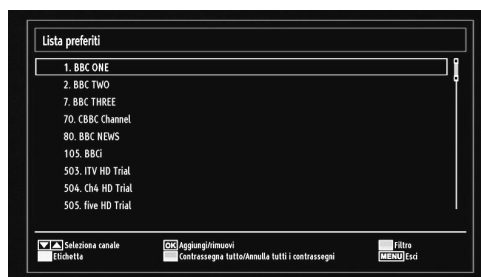 Lista preferiti
1. BBC ONE
2. BBC TWO
7. BBC THREE
70. CBBC Channel
80. BBC NEWS
105. BBCi
503. ITV HD Trial
504. Ch4 HD Trial
505. five HD Trial
Seleziona canale OK Aggiungi/rimuovi Filtro
Etichetta Contrassegna tutto/Annulla tutti i contrassegni MENU Esci